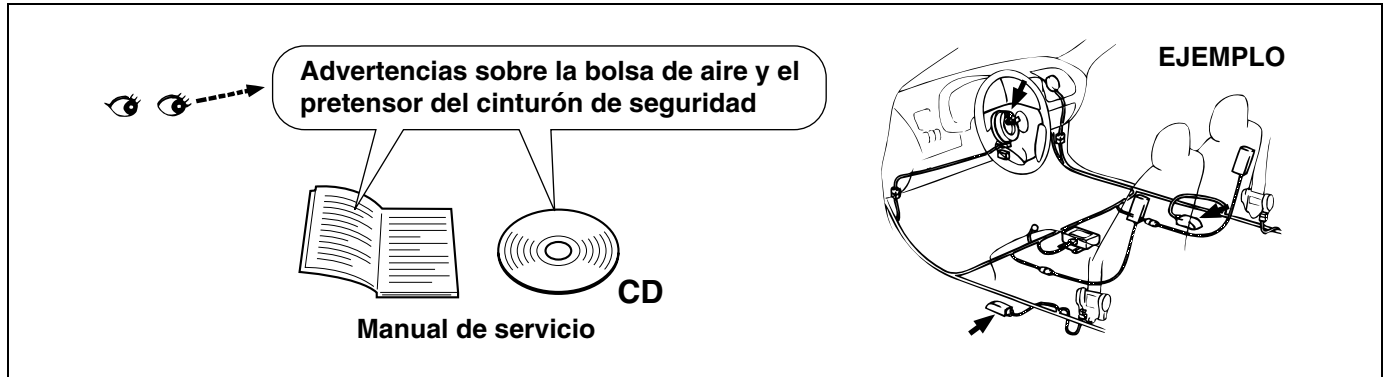 Advertencias sobre la bolsa de aire y el
pretensor del cinturón de seguridad
EJEMPLO
CD
Manual de servicio